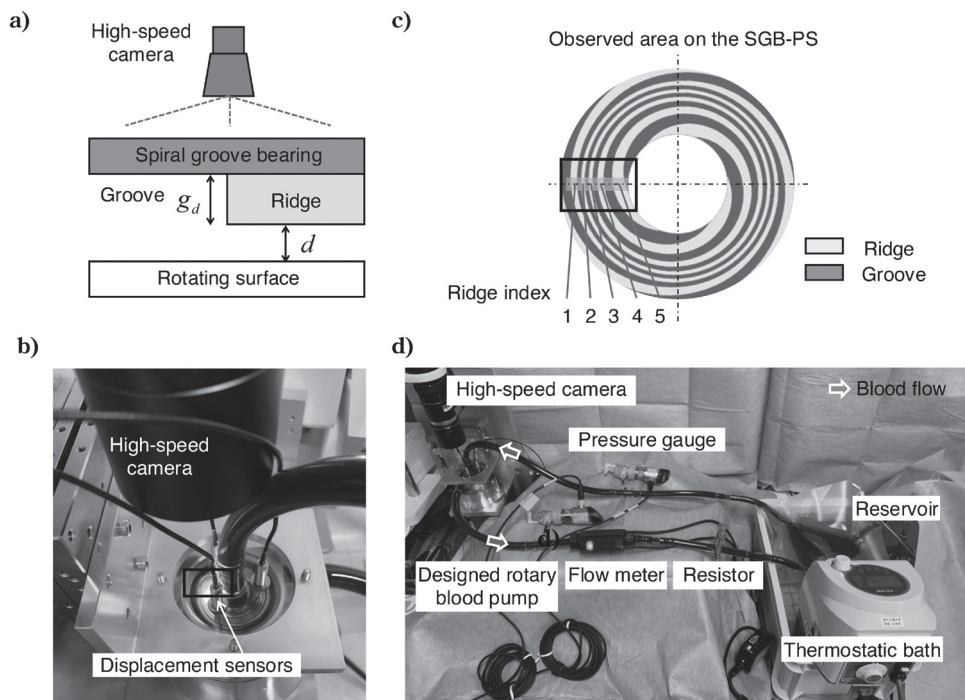 a)
High-speed
camera
Spiral groove bearing
Groove
g_d
Ridge
d
Rotating surface
c)
Observed area on the SGB-PS
Ridge index
1 2 3 4 5
Ridge
Groove
b)
High-speed
camera
Displacement sensors
d)
High-speed camera
Blood flow
Pressure gauge
Reservoir
Designed rotary
blood pump
Flow meter
Resistor
Thermostatic bath